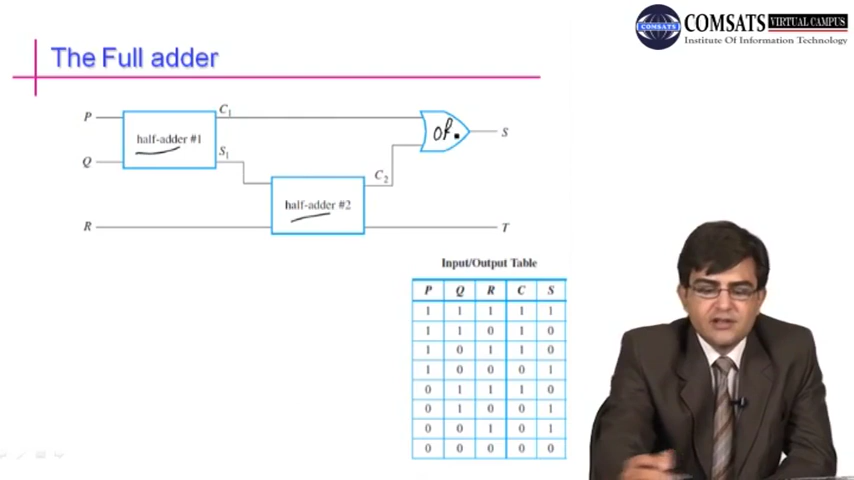 COMSATS
COMSATS VIRTUAL CAMPUS
Institute Of Information Technology
The Full adder
P
C1
half-adder #1
or.
S
Q
S1
C2
half-adder #2
R
T
Input/Output Table
P Q R C S
1 1 1 1 1
1 1 0 1 0
1 0 1 1 0
1 0 0 0 1
0 1 1 1 0
0 1 0 0 1
0 0 1 0 1
0 0 0 0 0